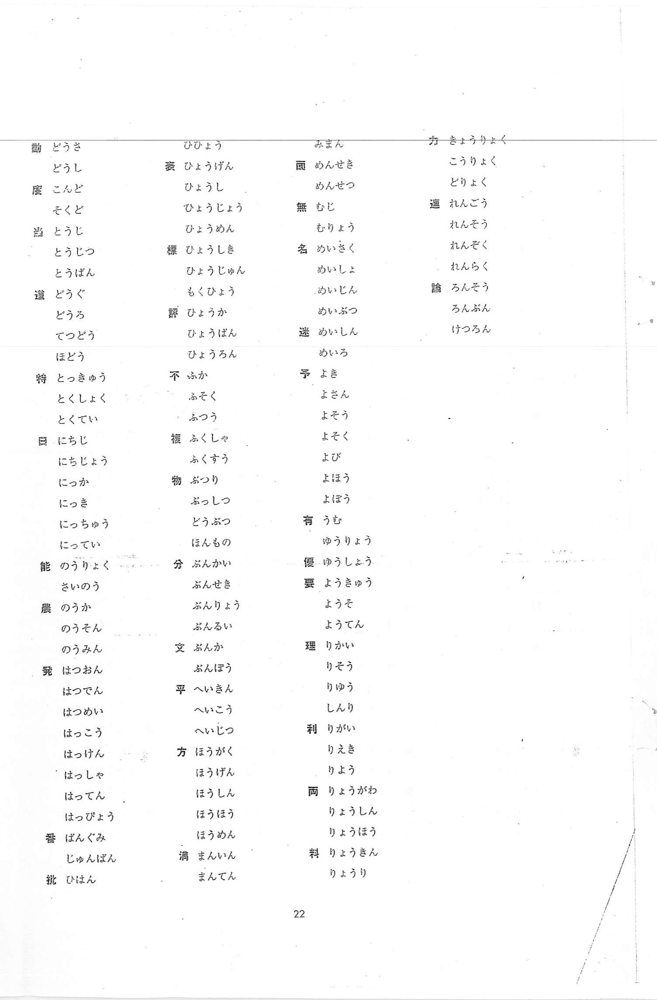 動 どうさ
どうし
度 こんど
そくど
当 とうじ
とうじつ
とうばん
道 どうぐ
どうろ
てつどう
ほどう
特 とっきゅう
とくしょく
とくてい
日 にちじ
にちじょう
にっか
にっき
にっちゅう
にってい
能 のうりょく
さいのう
農 のうか
のうそん
のうみん
発 はつおん
はつでん
はつめい
はっこう
はっけん
はっしゃ
はってん
はっぴょう
番 ばんぐみ
じゅんばん
批 ひはん
ひひょう
表 ひょうげん
ひょうし
ひょうじょう
ひょうめん
標 ひょうしき
ひょうじゅん
もくひょう
評 ひょうか
ひょうばん
ひょうろん
不 ふか
ふそく
ふつう
複 ふくしゃ
ふくすう
物 ぶつり
ぶっしつ
どうぶつ
ほんもの
分 ぶんかい
ぶんせき
ぶんりょう
ぶんるい
文 ぶんか
ぶんぽう
平 へいきん
へいこう
へいじつ
方 ほうがく
ほうげん
ほうしん
ほうほう
ほうめん
満 まんいん
まんてん
みまん
面 めんせき
めんせつ
無 むじ
むりょう
名 めいさく
めいしょ
めいじん
めいぶつ
迷 めいしん
めいろ
予 よき
よさん
よそう
よそく
よび
よほう
よぼう
有 うむ
ゆうりょう
優 ゆうしょう
要 ようきゅう
ようそ
ようてん
理 りかい
りそう
りゆう
しんり
利 りがい
りえき
りよう
両 りょうがわ
りょうしん
りょうほう
料 りょうきん
りょうり
力 きょうりょく
こうりょく
どりょく
連 れんごう
れんそう
れんぞく
れんらく
論 ろんそう
ろんぶん
けつろん
22